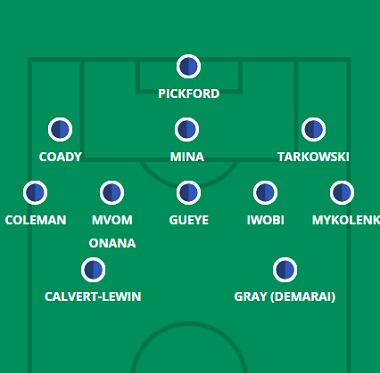 PICKFORD
COADY MINA TARKOWSKI
COLEMAN MVOM GUEYE IWOBI MYKOLENK
ONANA
CALVERT-LEWIN GRAY (DEMARAI)